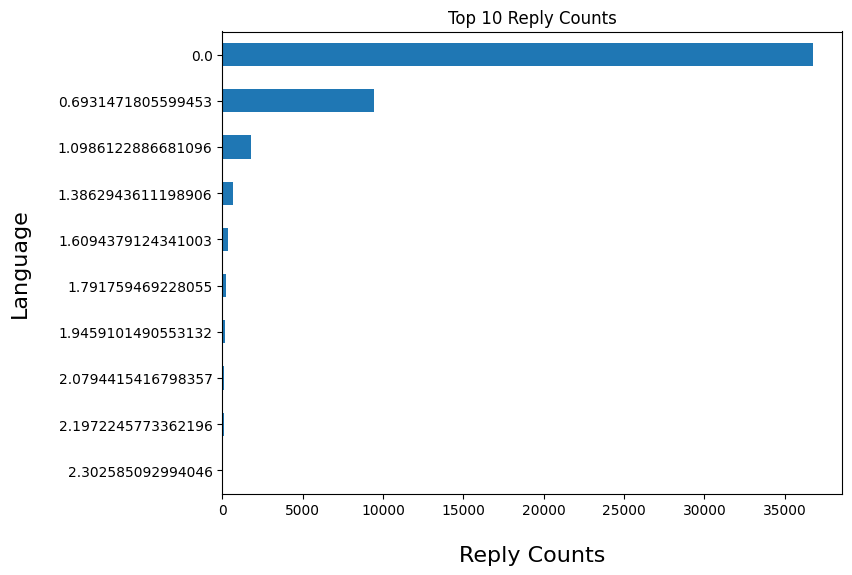 Top 10 Reply Counts
0.0
0.6931471805599453
1.0986122886681096
1.3862943611198906
1.6094379124341003
1.791759469228055
1.9459101490553132
2.0794415416798357
2.1972245773362196
2.302585092994046
Language
0 5000 10000 15000 20000 25000 30000 35000
Reply Counts